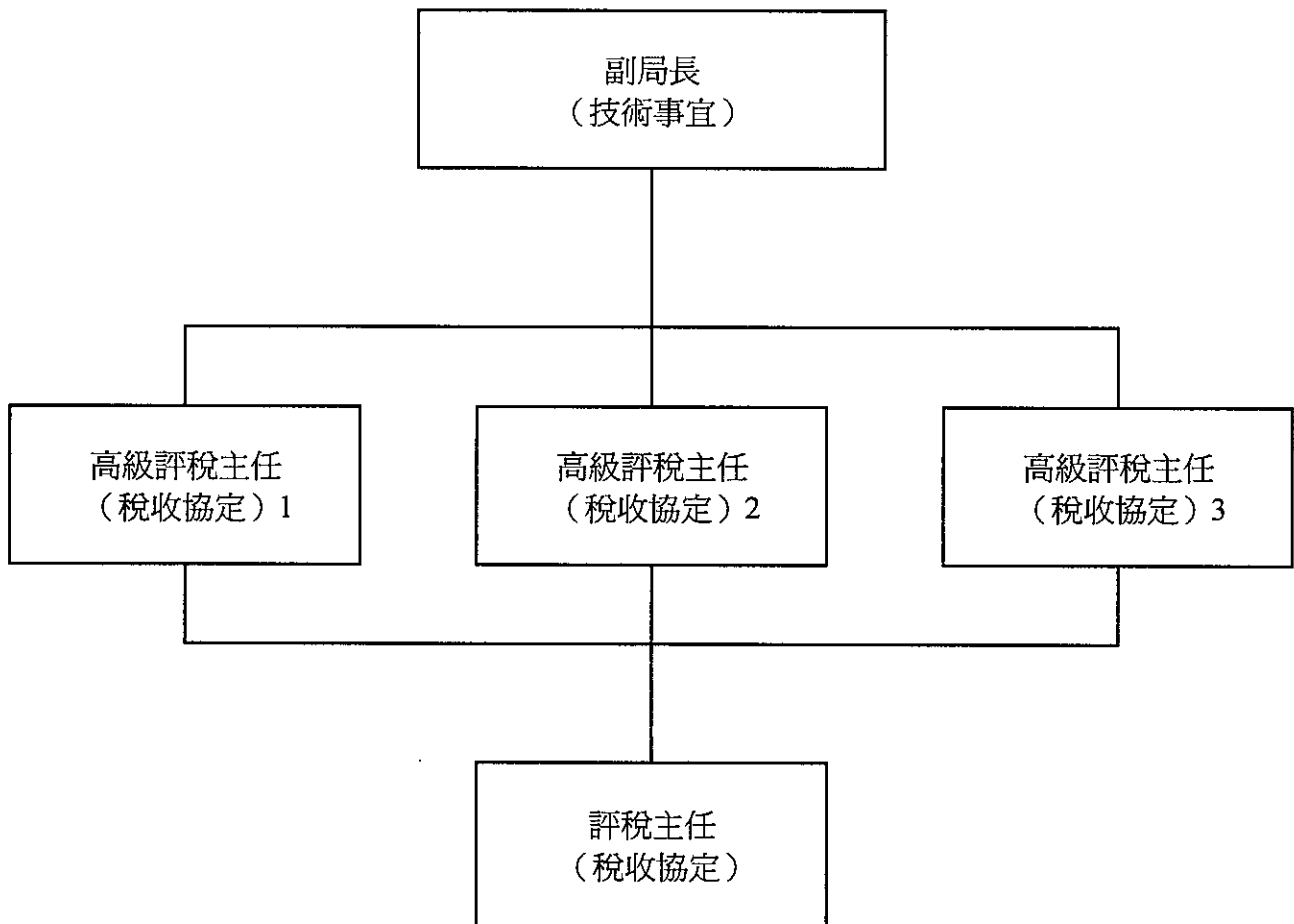 副局長
（技術事宜）
高級評稅主任
（稅收協定）1
高級評稅主任
（稅收協定）2
高級評稅主任
（稅收協定）3
評稅主任
（稅收協定）